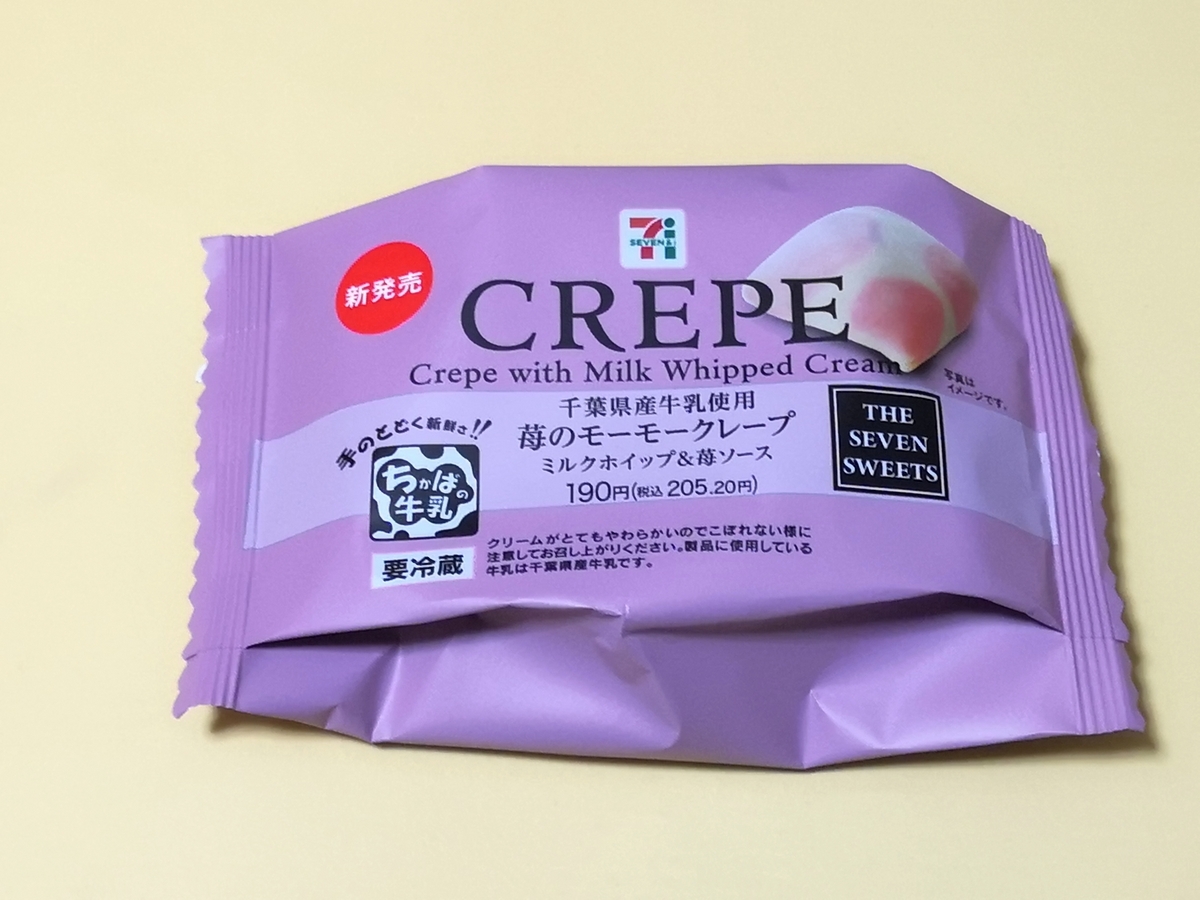 新発売
SEVEN&i
CREPE
Crepe with Milk Whipped Cream
写真は
イメージです。
千葉県産牛乳使用
苺のモーモークレープ
ミルクホイップ&苺ソース
190円(税込 205.20円)
THE
SEVEN
SWEETS
手のとどく新鮮さ!!
ちかばの
牛乳
要冷蔵
クリームがとてもやわらかいのでこぼれない様に
注意してお召し上がりください。製品に使用している
牛乳は千葉県産牛乳です。